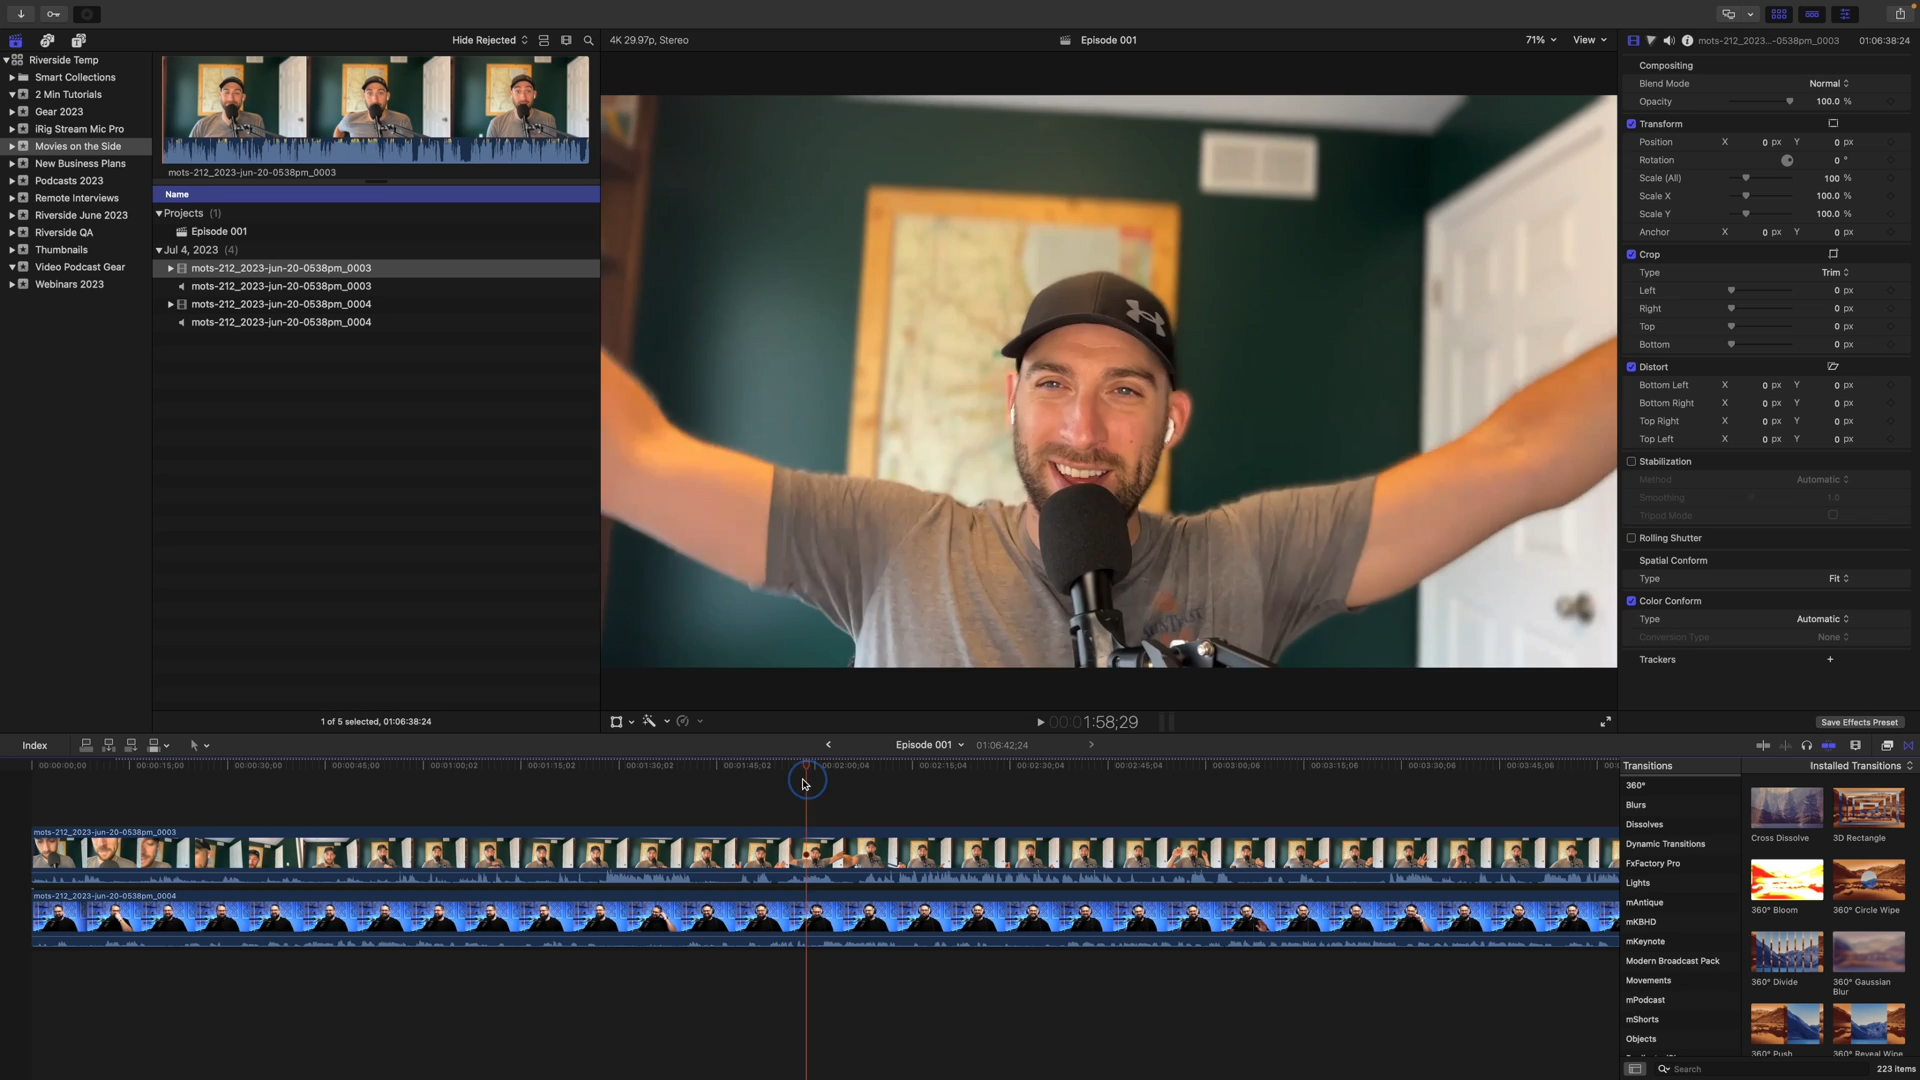 Hide Rejected
4K 29.97p, Stereo
Episode 001
71%
View
mots-212_2023...-0538pm_0003
01:06:38:24
Riverside Temp
Smart Collections
2 Min Tutorials
Gear 2023
iRig Stream Mic Pro
Movies on the Side
New Business Plans
Podcasts 2023
Remote Interviews
Riverside June 2023
Riverside QA
Thumbnails
Video Podcast Gear
Webinars 2023
mots-212_2023-jun-20-0538pm_0003
Name
Projects (1)
Episode 001
Jul 4, 2023 (4)
mots-212_2023-jun-20-0538pm_0003
mots-212_2023-jun-20-0538pm_0003
mots-212_2023-jun-20-0538pm_0004
mots-212_2023-jun-20-0538pm_0004
1 of 5 selected, 01:06:38:24
Compositing
Blend Mode Normal
Opacity 100.0 %
Transform
Position X 0 px Y 0 px
Rotation 0 °
Scale (All) 100 %
Scale X 100.0 %
Scale Y 100.0 %
Anchor X 0 px Y 0 px
Crop
Type Trim
Left 0 px
Right 0 px
Top 0 px
Bottom 0 px
Distort
Bottom Left X 0 px Y 0 px
Bottom Right X 0 px Y 0 px
Top Right X 0 px Y 0 px
Top Left X 0 px Y 0 px
Stabilization
Method Automatic
Smoothing 1.0
Tripod Mode
Rolling Shutter
Spatial Conform
Type Fit
Color Conform
Type Automatic
Conversion Type None
Trackers
Save Effects Preset
00:01:58;29
Index
Episode 001
01:06:42;24
00:00:00;00
00:00:15;00
00:00:30;00
00:00:45;00
00:01:00;02
00:01:15;02
00:01:30;02
00:01:45;02
00:02:00;04
00:02:15;04
00:02:30;04
00:02:45;04
00:03:00;06
00:03:15;06
00:03:30;06
00:03:45;06
mots-212_2023-jun-20-0538pm_0003
mots-212_2023-jun-20-0538pm_0004
Transitions
Installed Transitions
360°
Blurs
Dissolves
Dynamic Transitions
FxFactory Pro
Lights
mAntique
mKBHD
mKeynote
Modern Broadcast Pack
Movements
mPodcast
mShorts
Objects
Cross Dissolve
3D Rectangle
360° Bloom
360° Circle Wipe
360° Divide
360° Gaussian
Blur
360° Push
360° Reveal Wipe
Search
223 items